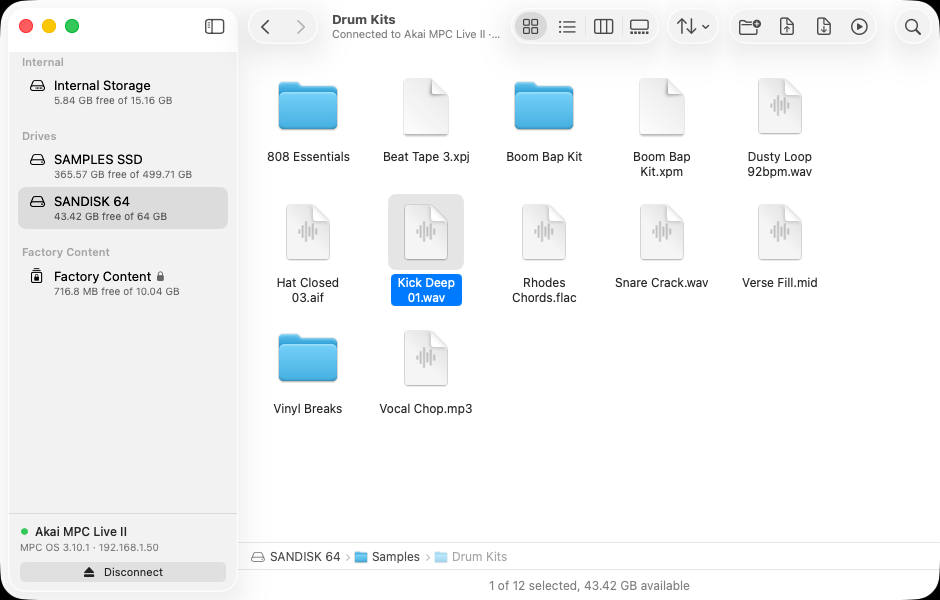 Drum Kits
Connected to Akai MPC Live II ·...
Internal
Internal Storage
5.84 GB free of 15.16 GB
Drives
SAMPLES SSD
365.57 GB free of 499.71 GB
SANDISK 64
43.42 GB free of 64 GB
Factory Content
Factory Content
716.8 MB free of 10.04 GB
Akai MPC Live II
MPC OS 3.10.1 · 192.168.1.50
Disconnect
808 Essentials
Beat Tape 3.xpj
Boom Bap Kit
Boom Bap
Kit.xpm
Dusty Loop
92bpm.wav
Hat Closed
03.aif
Kick Deep
01.wav
Rhodes
Chords.flac
Snare Crack.wav
Verse Fill.mid
Vinyl Breaks
Vocal Chop.mp3
SANDISK 64 › Samples › Drum Kits
1 of 12 selected, 43.42 GB available